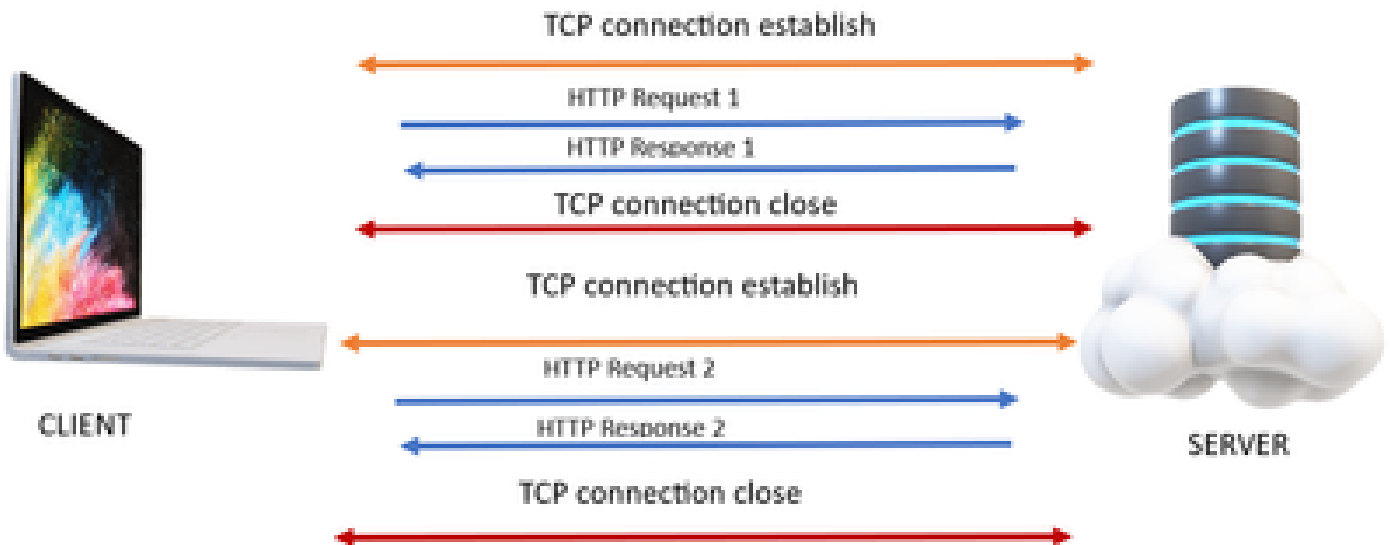 TCP connection establish
HTTP Request 1
HTTP Response 1
TCP connection close
TCP connection establish
HTTP Request 2
HTTP Response 2
TCP connection close
CLIENT
SERVER